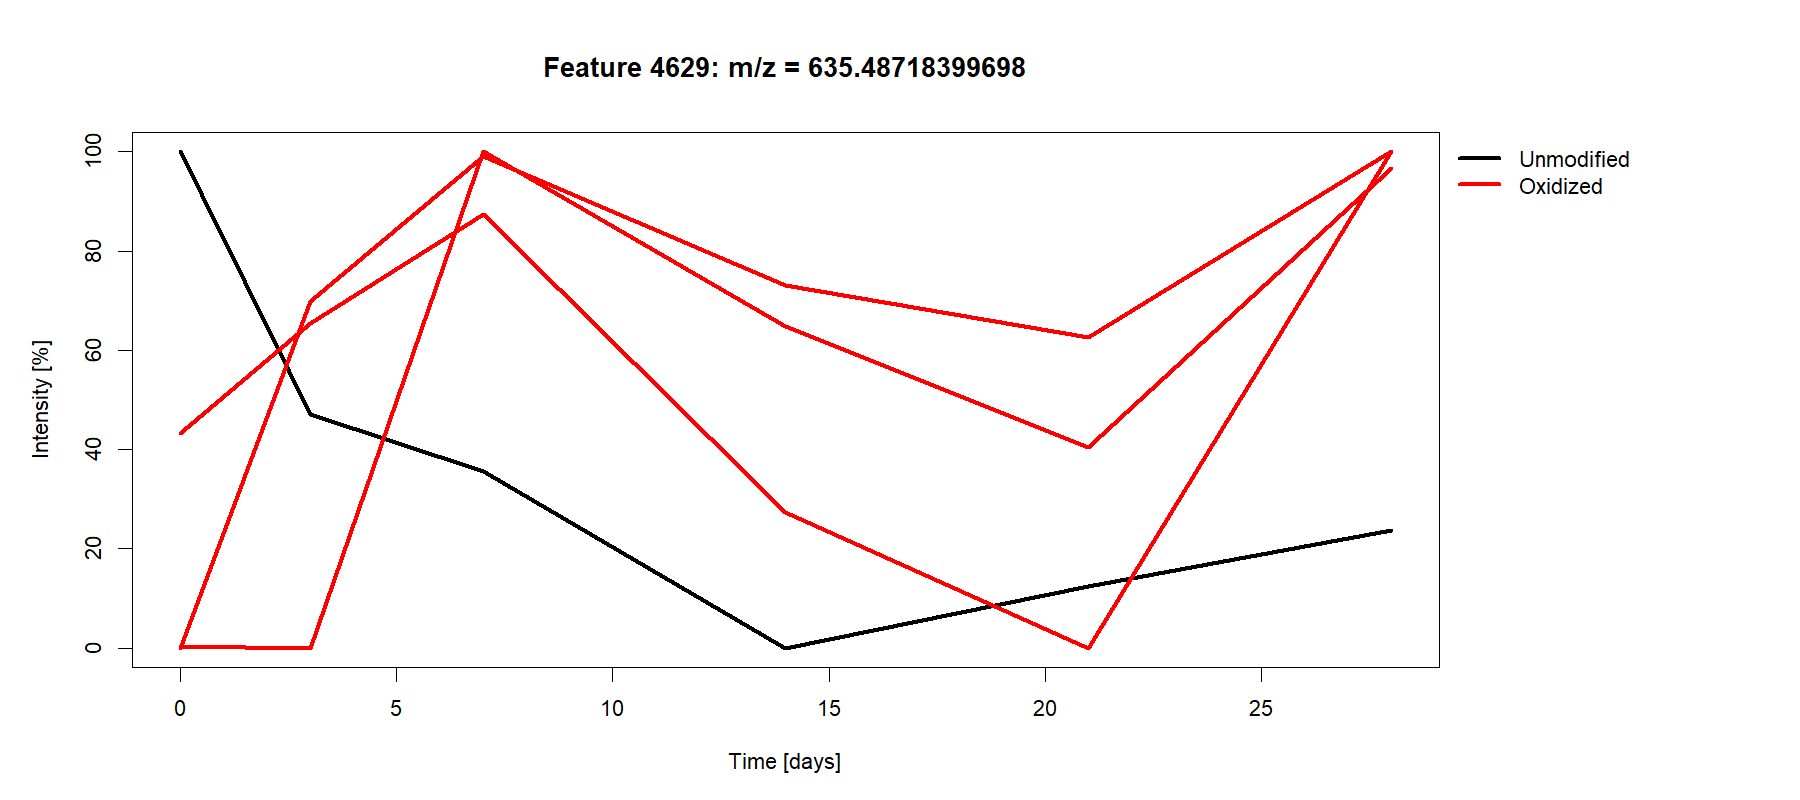 Feature 4629: m/z = 635.48718399698
Unmodified
Oxidized
Intensity [%]
100
80
60
40
20
0
0 5 10 15 20 25
Time [days]